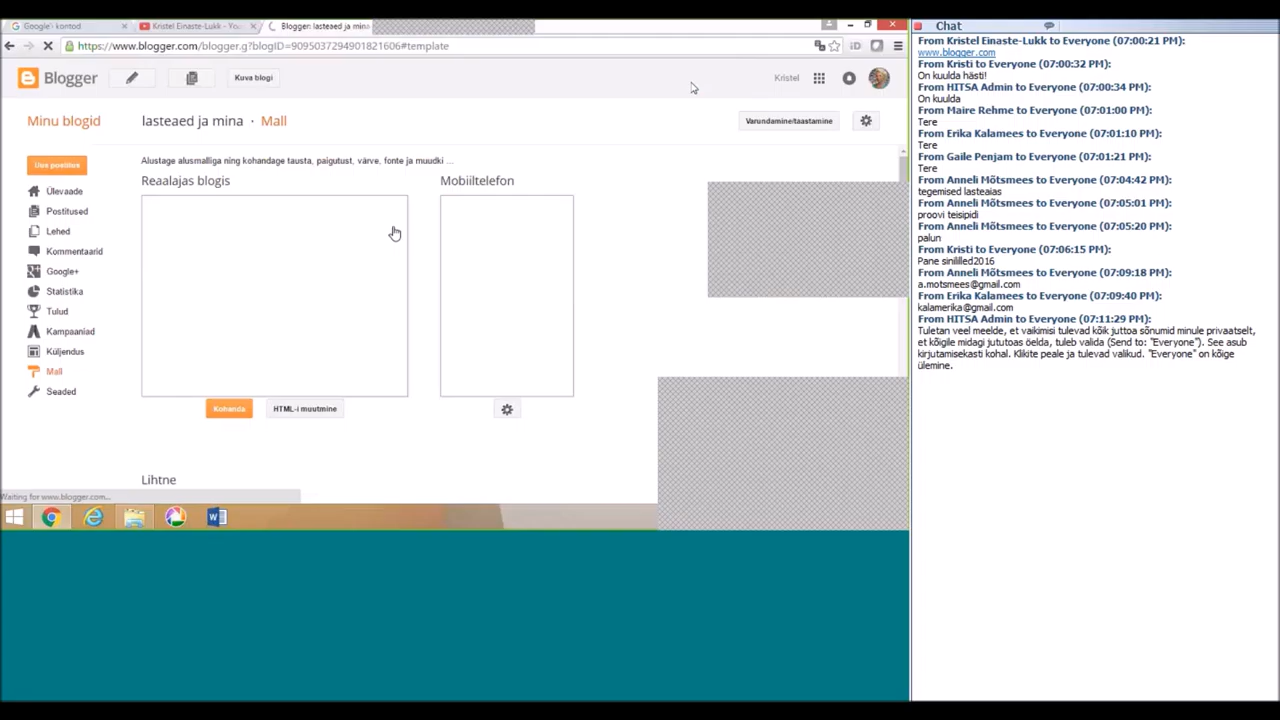 Google'i kontod
Kristel Einaste-Lukk - You
Blogger: lasteaed ja mina
https://www.blogger.com/blogger.g?blogID=9095037294901821606#template
Blogger
Kuva blogi
Kristel
Minu blogid
lasteaed ja mina · Mall
Varundamine/taastamine
Uus postitus
Ülevaade
Postitused
Lehed
Kommentaarid
Google+
Statistika
Tulud
Kampaaniad
Küljendus
Mall
Seaded
Alustage alusmalliga ning kohandage tausta, paigutust, värve, fonte ja muudki ...
Reaalajas blogis
Mobiiltelefon
Kohanda
HTML-i muutmine
Lihtne
Waiting for www.blogger.com...
Chat
From Kristel Einaste-Lukk to Everyone (07:00:21 PM):
www.blogger.com
From Kristi to Everyone (07:00:32 PM):
On kuulda hästi!
From HITSA Admin to Everyone (07:00:34 PM):
On kuulda
From Maire Rehme to Everyone (07:01:00 PM):
Tere
From Erika Kalamees to Everyone (07:01:10 PM):
Tere
From Gaile Penjam to Everyone (07:01:21 PM):
Tere
From Anneli Mõtsmees to Everyone (07:04:42 PM):
tegemised lasteaias
From Anneli Mõtsmees to Everyone (07:05:01 PM):
proovi teisipidi
From Anneli Mõtsmees to Everyone (07:05:20 PM):
palun
From Kristi to Everyone (07:06:15 PM):
Pane sinililled2016
From Anneli Mõtsmees to Everyone (07:09:18 PM):
a.motsmees@gmail.com
From Erika Kalamees to Everyone (07:09:40 PM):
kalamerika@gmail.com
From HITSA Admin to Everyone (07:11:29 PM):
Tuletan veel meelde, et vaikimisi tulevad kõik juttoa sõnumid minule privaatselt,
et kõigile midagi jututoas öelda, tuleb valida (Send to: "Everyone"). See asub
kirjutamisekasti kohal. Klikite peale ja tulevad valikud. "Everyone" on kõige
ülemine.